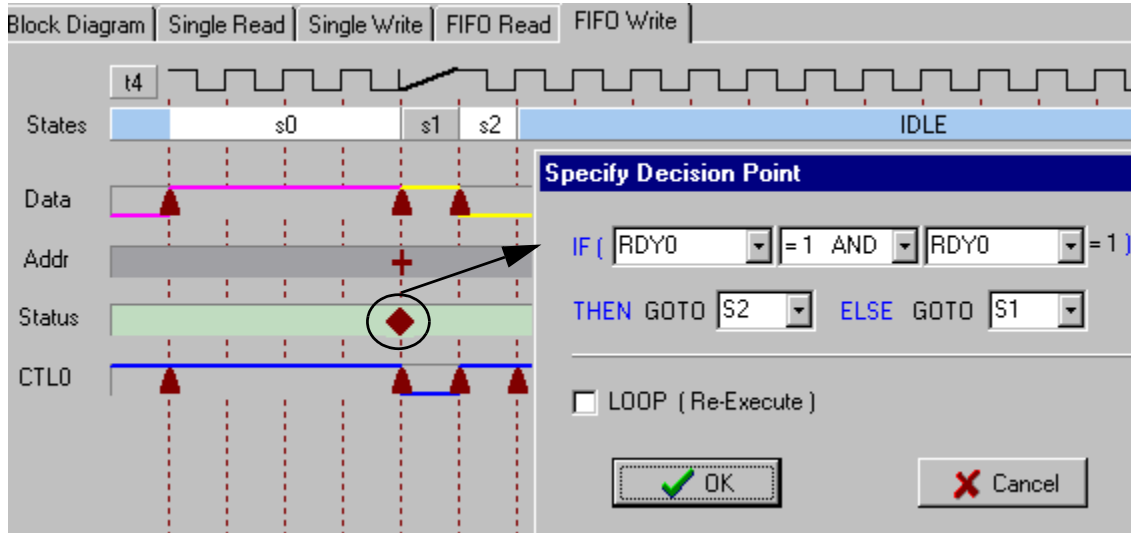 Block Diagram Single Read Single Write FIFO Read FIFO Write
t4
States s0 s1 s2 IDLE
Specify Decision Point
Data
IF ( RDY0 = 1 AND RDY0 = 1 )
Addr
THEN GOTO S2 ELSE GOTO S1
Status
CTL0
LOOP ( Re-Execute )
OK Cancel